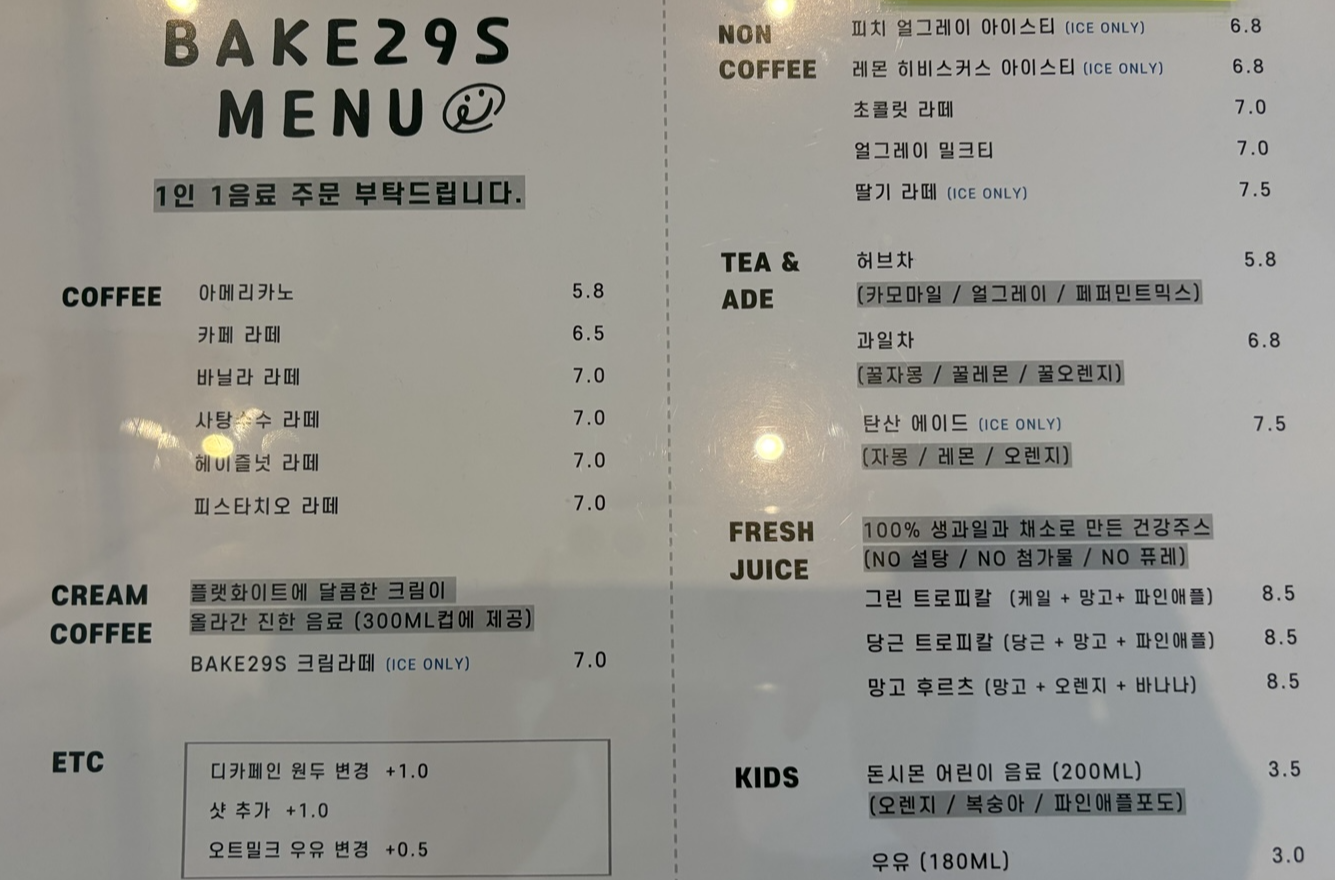 BAKE29S
MENU
1인 1음료 주문 부탁드립니다.
COFFEE
아메리카노 5.8
카페 라떼 6.5
바닐라 라떼 7.0
사탕수수 라떼 7.0
헤이즐넛 라떼 7.0
피스타치오 라떼 7.0
CREAM
COFFEE
플랫화이트에 달콤한 크림이
올라간 진한 음료 (300ML컵에 제공)
BAKE29S 크림라떼 (ICE ONLY) 7.0
ETC
디카페인 원두 변경 +1.0
샷 추가 +1.0
오트밀크 우유 변경 +0.5
NON
COFFEE
피치 얼그레이 아이스티 (ICE ONLY) 6.8
레몬 히비스커스 아이스티 (ICE ONLY) 6.8
초콜릿 라떼 7.0
얼그레이 밀크티 7.0
딸기 라떼 (ICE ONLY) 7.5
TEA &
ADE
허브차 5.8
(카모마일 / 얼그레이 / 페퍼민트믹스)
과일차 6.8
(꿀자몽 / 꿀레몬 / 꿀오렌지)
탄산 에이드 (ICE ONLY) 7.5
(자몽 / 레몬 / 오렌지)
FRESH
JUICE
100% 생과일과 채소로 만든 건강주스
(NO 설탕 / NO 첨가물 / NO 퓨레)
그린 트로피칼 (케일 + 망고+ 파인애플) 8.5
당근 트로피칼 (당근 + 망고 + 파인애플) 8.5
망고 후르츠 (망고 + 오렌지 + 바나나) 8.5
KIDS
돈시몬 어린이 음료 (200ML) 3.5
(오렌지 / 복숭아 / 파인애플포도)
우유 (180ML) 3.0